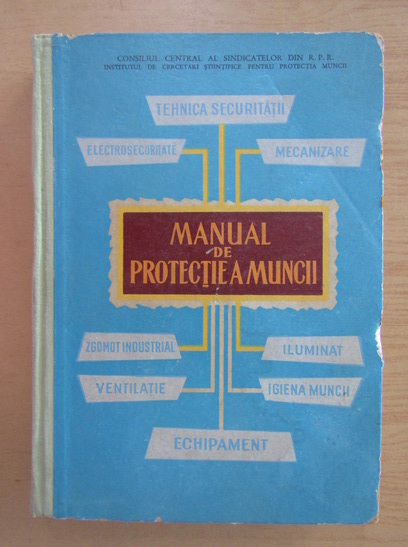 CONSILIUL CENTRAL AL SINDICATELOR DIN R.P.R.
INSTITUTUL DE CERCETĂRI ȘTIINȚIFICE PENTRU PROTECȚIA MUNCII
TEHNICA SECURITĂȚII
ELECTROSECURITATE
MECANIZARE
MANUAL
DE
PROTECȚIE A MUNCII
ZGOMOT INDUSTRIAL
ILUMINAT
VENTILAȚIE
IGIENA MUNCII
ECHIPAMENT